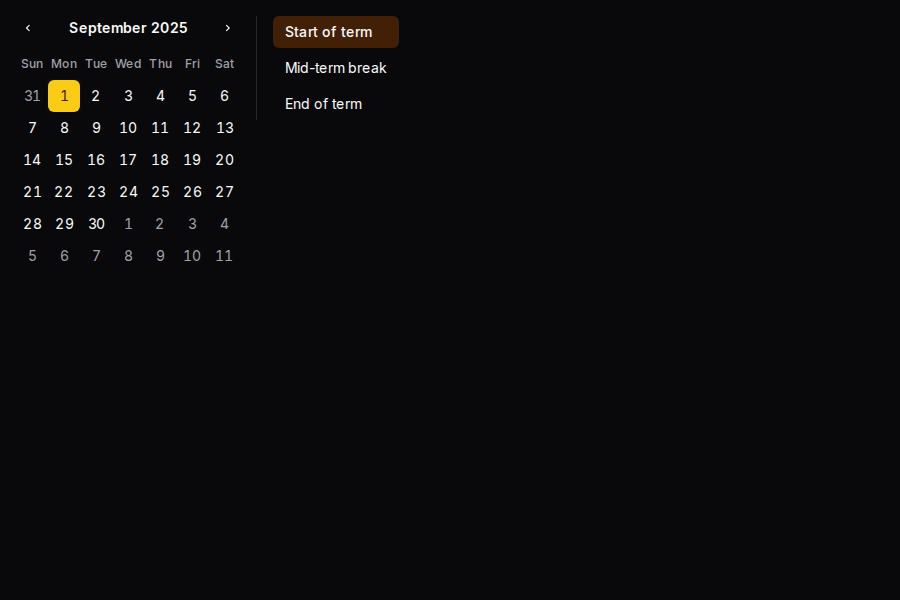 September 2025
Sun Mon Tue Wed Thu Fri Sat
31 1 2 3 4 5 6
7 8 9 10 11 12 13
14 15 16 17 18 19 20
21 22 23 24 25 26 27
28 29 30 1 2 3 4
5 6 7 8 9 10 11
Start of term
Mid-term break
End of term